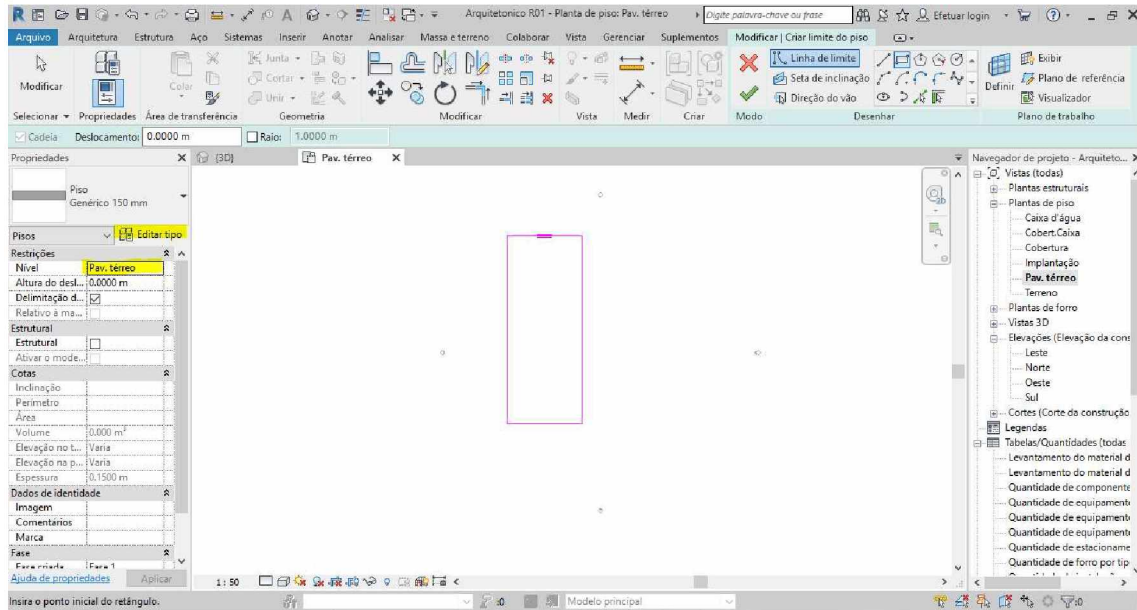 Arquitetonico R01 - Planta de piso: Pav. térreo
Digite palavra-chave ou frase
Efetuar login
Arquivo Arquitetura Estrutura Aço Sistemas Inserir Anotar Analisar Massa e terreno Colaborar Vista Gerenciar Suplementos Modificar | Criar limite do piso
Modificar
Colar
Junta
Cortar
Unir
Linha de limite
Seta de inclinação
Direção do vão
Definir
Exibir
Plano de referência
Visualizador
Selecionar Propriedades Área de transferência Geometria Modificar Vista Medir Criar Modo Desenhar Plano de trabalho
Cadeia Deslocamento: 0.0000 m Raio: 1.0000 m
Propriedades
{3D}
Pav. térreo
Piso
Genérico 150 mm
Pisos Editar tipo
Restrições
Nível Pav. térreo
Altura do desl... 0.0000 m
Delimitação d...
Relativo à ma...
Estrutural
Estrutural
Ativar o mode...
Cotas
Inclinação
Perímetro
Área
Volume 0.000 m³
Elevação no t... Varia
Elevação na p... Varia
Espessura 0.1500 m
Dados de identidade
Imagem
Comentários
Marca
Fase
Fase criada Fase 1
Ajuda de propriedades Aplicar
1 : 50
Insira o ponto inicial do retângulo.
:0
Modelo principal
:0
Navegador de projeto - Arquiteto...
Vistas (todas)
Plantas estruturais
Plantas de piso
Caixa d'água
Cobert.Caixa
Cobertura
Implantação
Pav. térreo
Terreno
Plantas de forro
Vistas 3D
Elevações (Elevação da cons
Leste
Norte
Oeste
Sul
Cortes (Corte da construção
Legendas
Tabelas/Quantidades (todas
Levantamento do material d
Levantamento do material d
Quantidade de componente
Quantidade de equipamento
Quantidade de equipamento
Quantidade de equipamento
Quantidade de estacioname
Quantidade de forro por tip